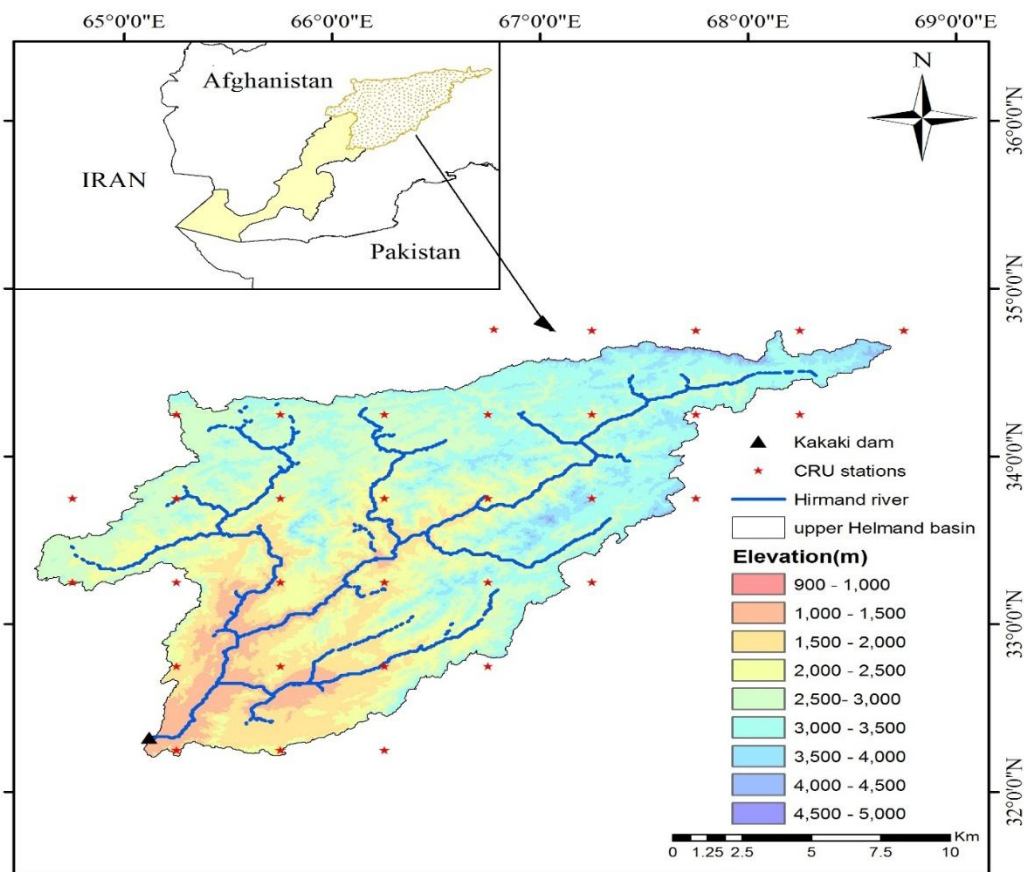 65°0'0"E 66°0'0"E 67°0'0"E 68°0'0"E 69°0'0"E
Afghanistan
IRAN
Pakistan
N
36°0'0"N
35°0'0"N
34°0'0"N
33°0'0"N
32°0'0"N
Kakaki dam
CRU stations
Hirmand river
upper Helmand basin
Elevation(m)
900 - 1,000
1,000 - 1,500
1,500 - 2,000
2,000 - 2,500
2,500- 3,000
3,000 - 3,500
3,500 - 4,000
4,000 - 4,500
4,500 - 5,000
Km
0 1.25 2.5 5 7.5 10